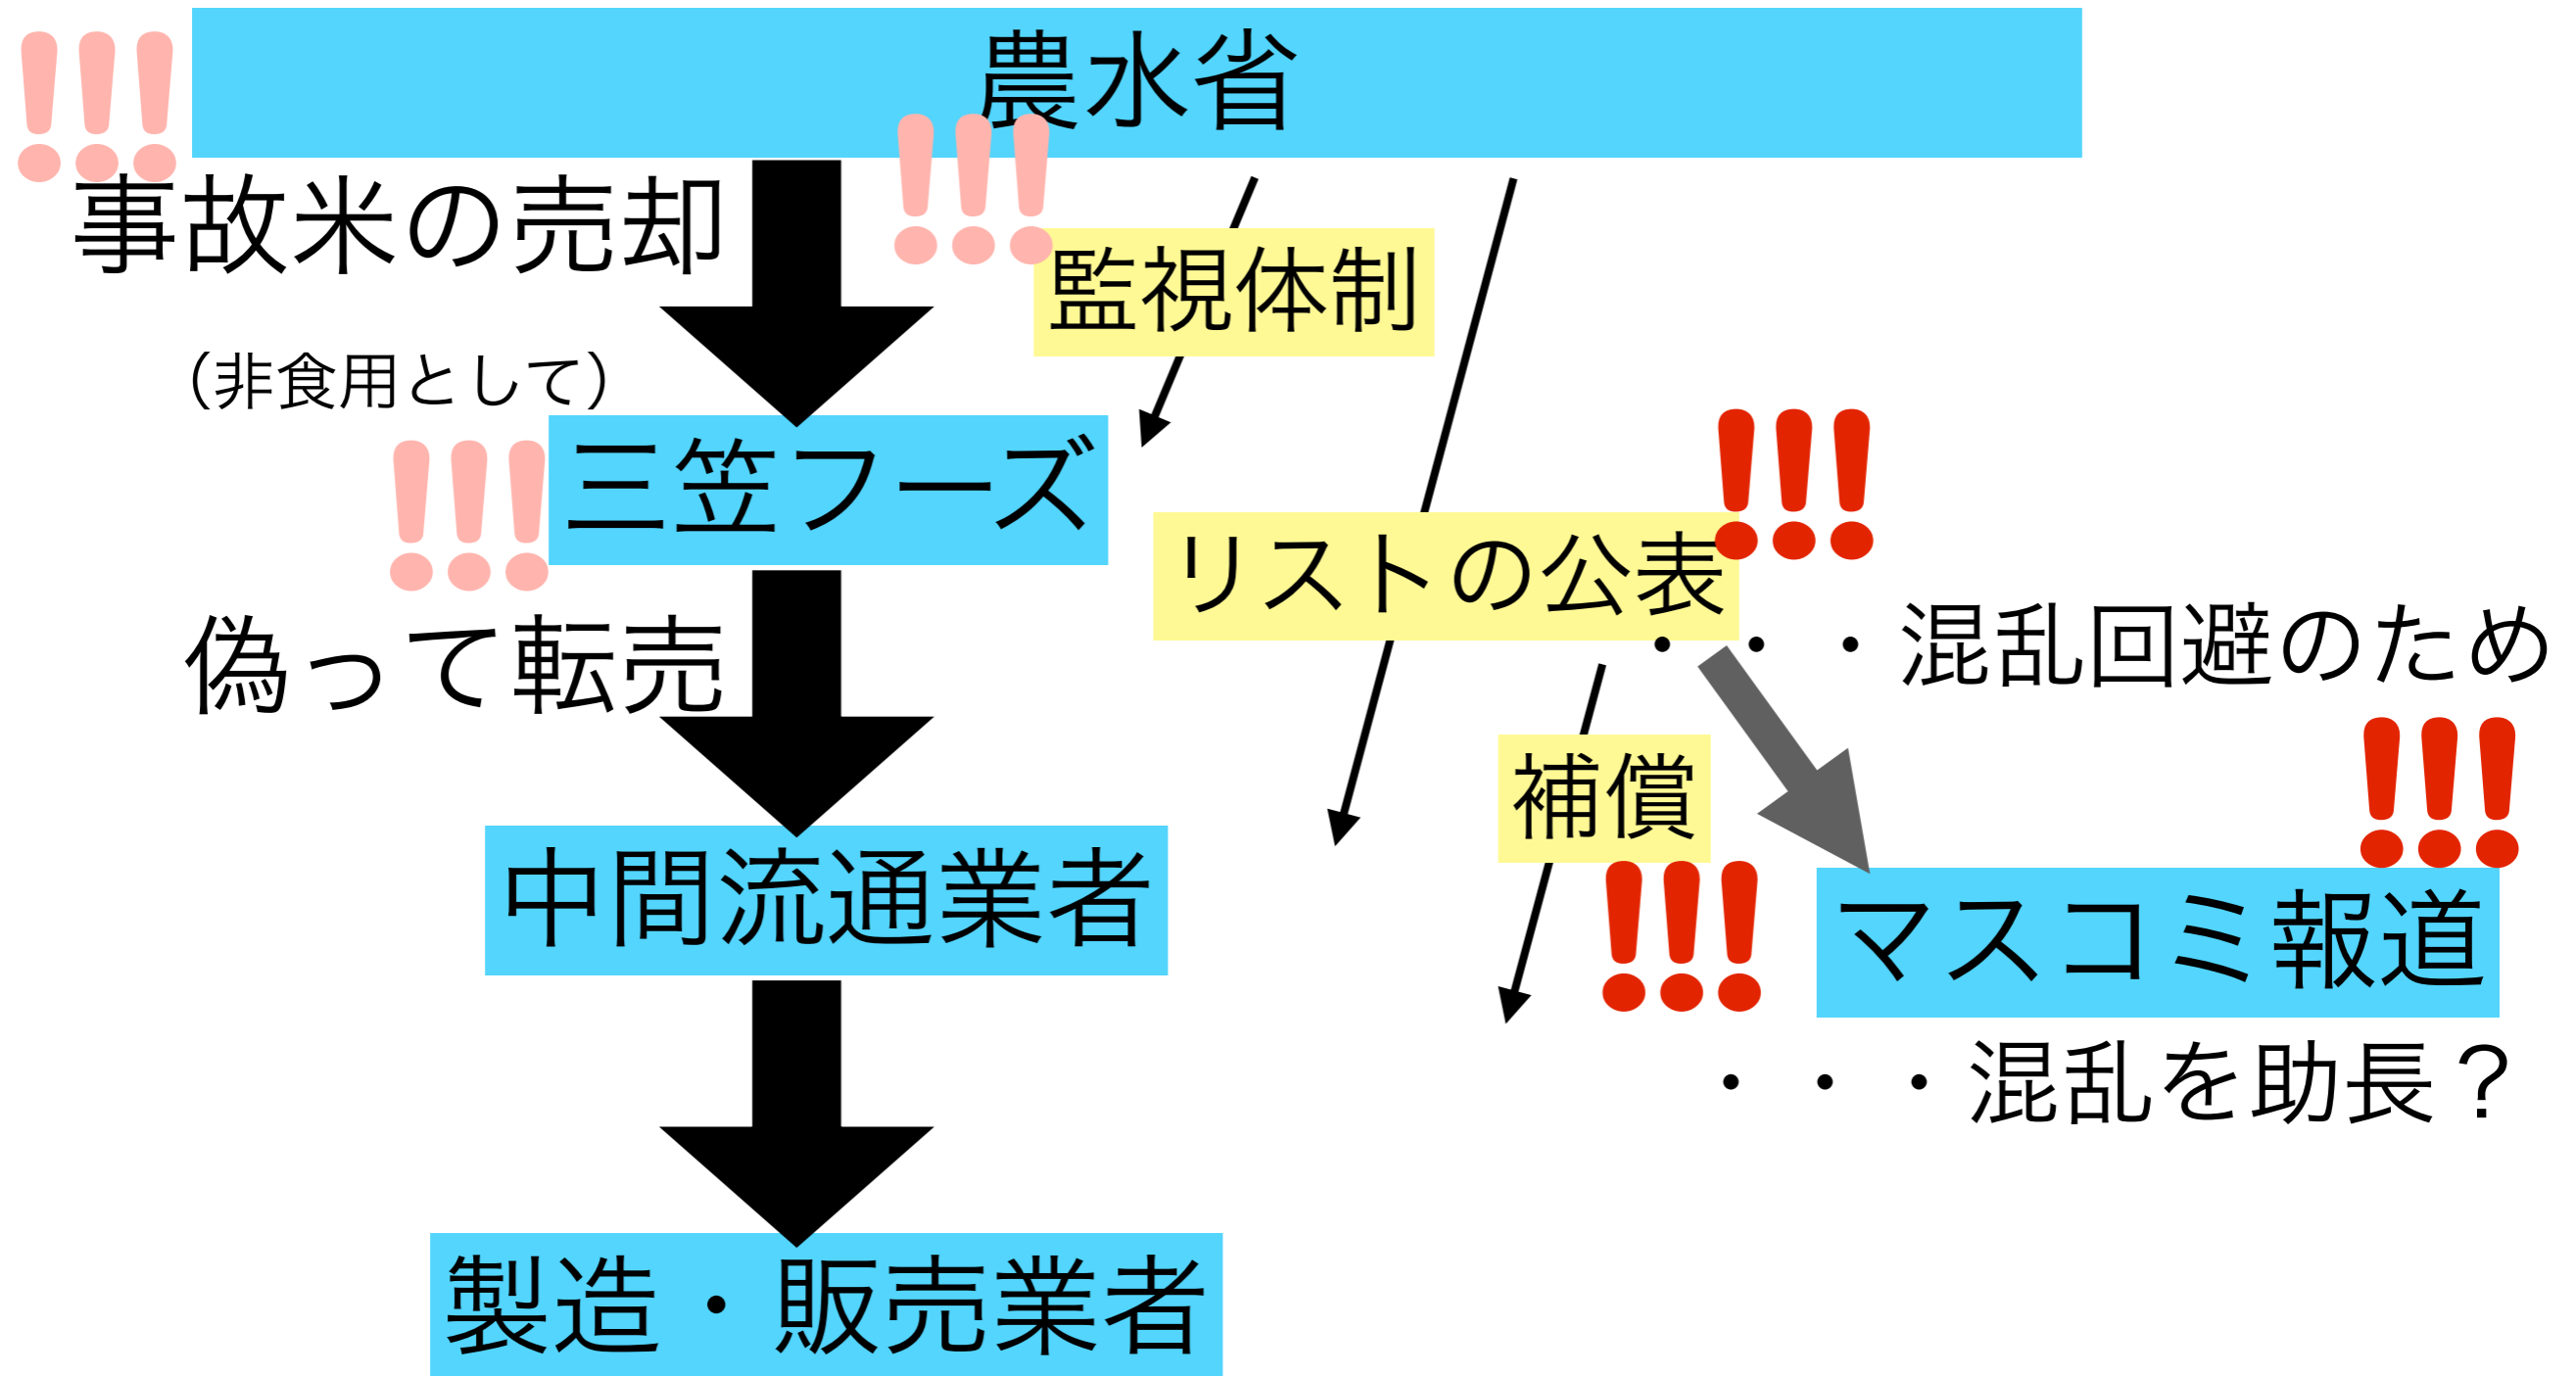 農水省
!!!
事故米の売却
!!!
監視体制
（非食用として）
三笠フーズ
!!!
リストの公表
!!!
・・・混乱回避のため
偽って転売
補償
!!!
!!!
中間流通業者
マスコミ報道
・・・混乱を助長？
製造・販売業者